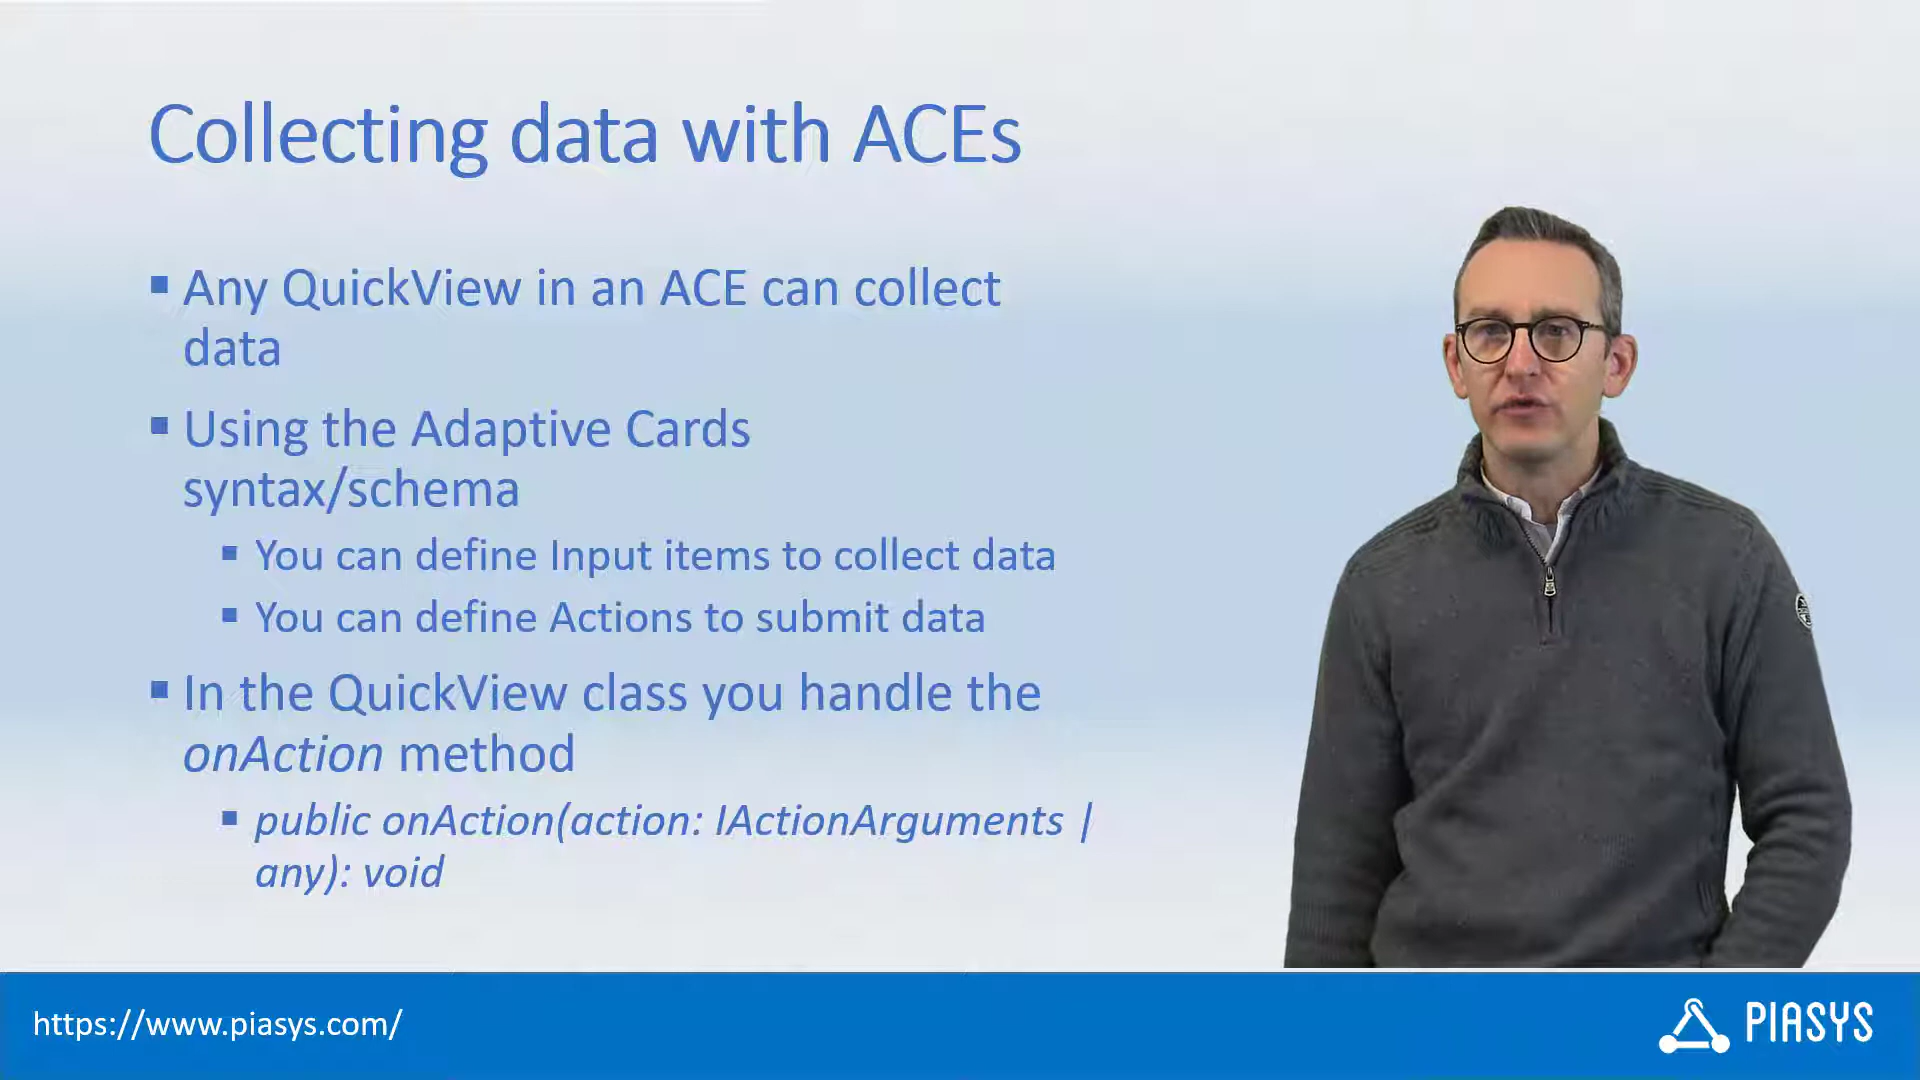 Collecting data with ACEs
▪ Any QuickView in an ACE can collect
data
▪ Using the Adaptive Cards
syntax/schema
▪ You can define Input items to collect data
▪ You can define Actions to submit data
▪ In the QuickView class you handle the
onAction method
▪ public onAction(action: IActionArguments |
any): void
https://www.piasys.com/
PIASYS